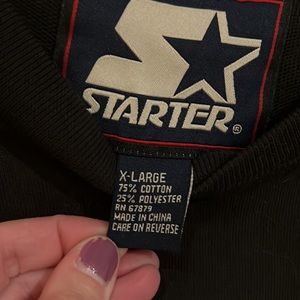 STARTER®
X-LARGE
75% COTTON
25% POLYESTER
RN 67879
MADE IN CHINA
CARE ON REVERSE